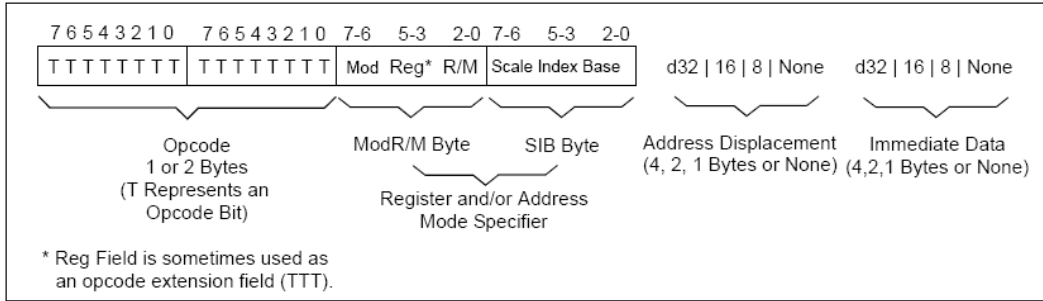 7 6 5 4 3 2 1 0 7 6 5 4 3 2 1 0 7-6 5-3 2-0 7-6 5-3 2-0
T T T T T T T T T T T T T T T T Mod Reg* R/M Scale Index Base d32 | 16 | 8 | None d32 | 16 | 8 | None
Opcode
1 or 2 Bytes
(T Represents an
Opcode Bit)
ModR/M Byte SIB Byte
Register and/or Address
Mode Specifier
Address Displacement
(4, 2, 1 Bytes or None)
Immediate Data
(4,2,1 Bytes or None)
* Reg Field is sometimes used as
an opcode extension field (TTT).